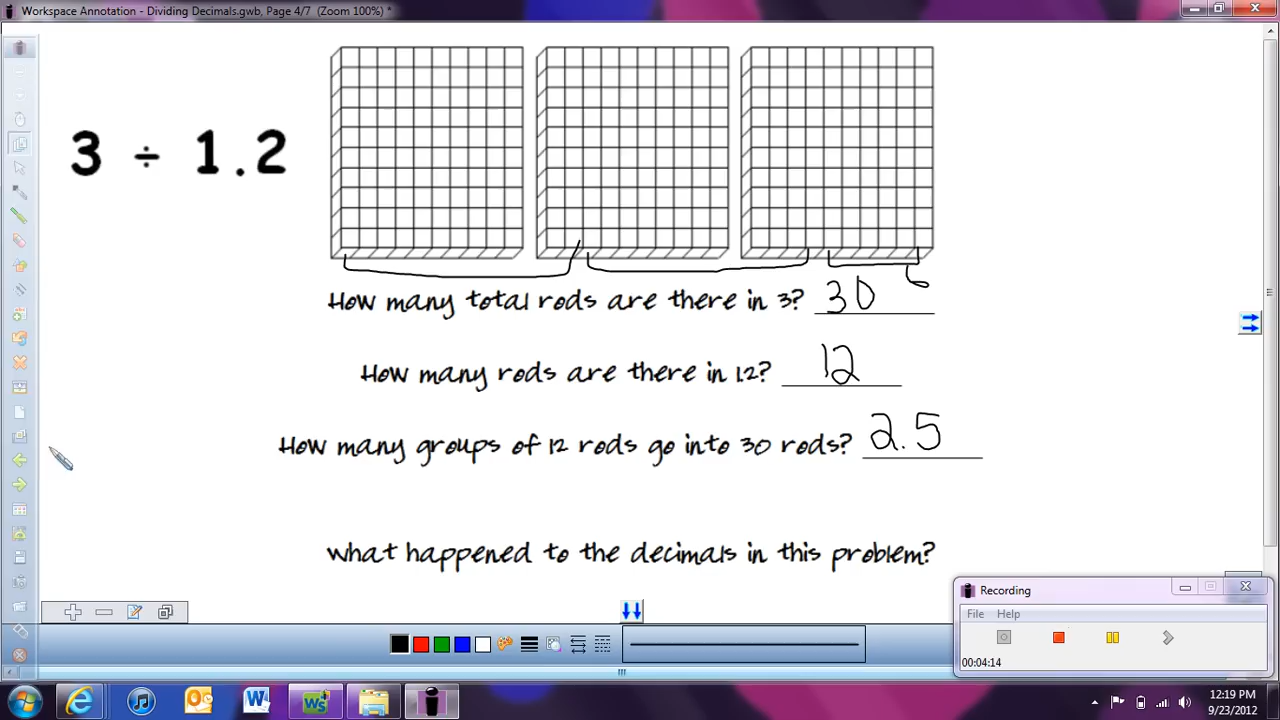 Workspace Annotation - Dividing Decimals.gwb, Page 4/7 (Zoom 100%) *
3 ÷ 1.2
How many total rods are there in 3? 30
6
How many rods are there in 1.2? 12
How many groups of 12 rods go into 30 rods? 2.5
What happened to the decimals in this problem?
Recording
File Help
00:04:14
12:19 PM
9/23/2012